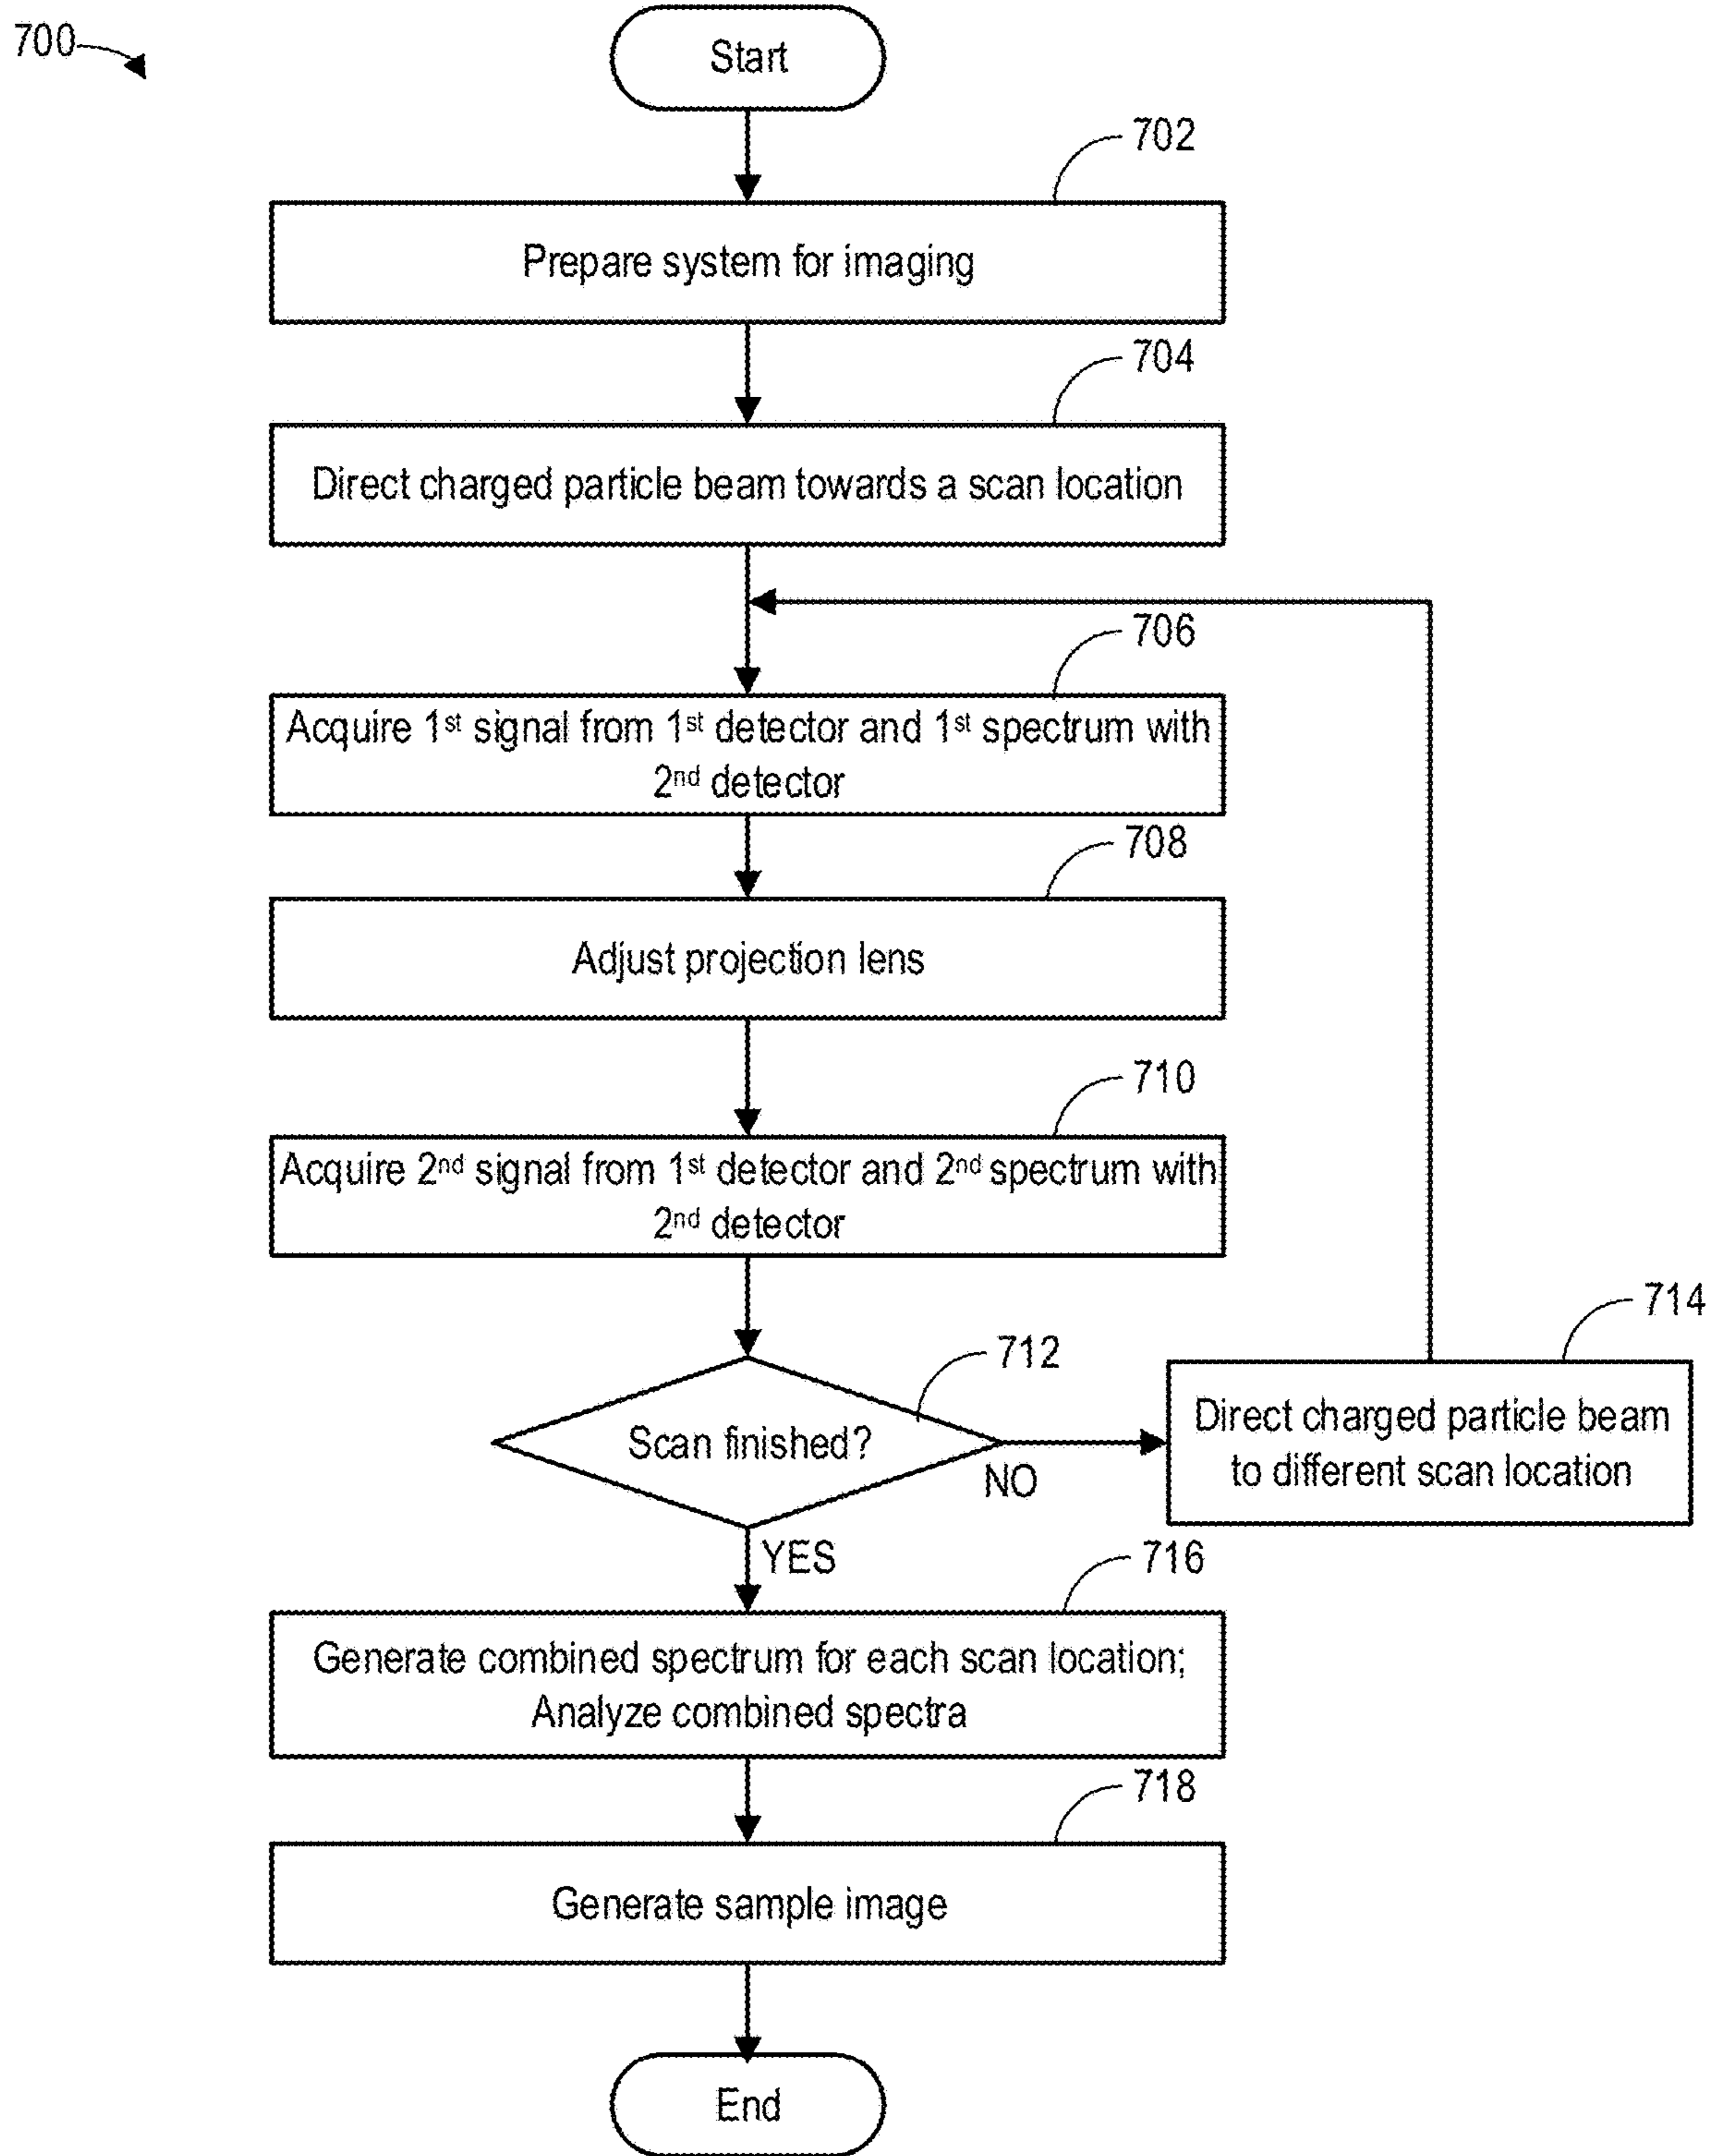 700
Start
702
Prepare system for imaging
704
Direct charged particle beam towards a scan location
706
Acquire 1st signal from 1st detector and 1st spectrum with
2nd detector
708
Adjust projection lens
710
Acquire 2nd signal from 1st detector and 2nd spectrum with
2nd detector
712
Scan finished?
NO
714
Direct charged particle beam
to different scan location
YES
716
Generate combined spectrum for each scan location;
Analyze combined spectra
718
Generate sample image
End